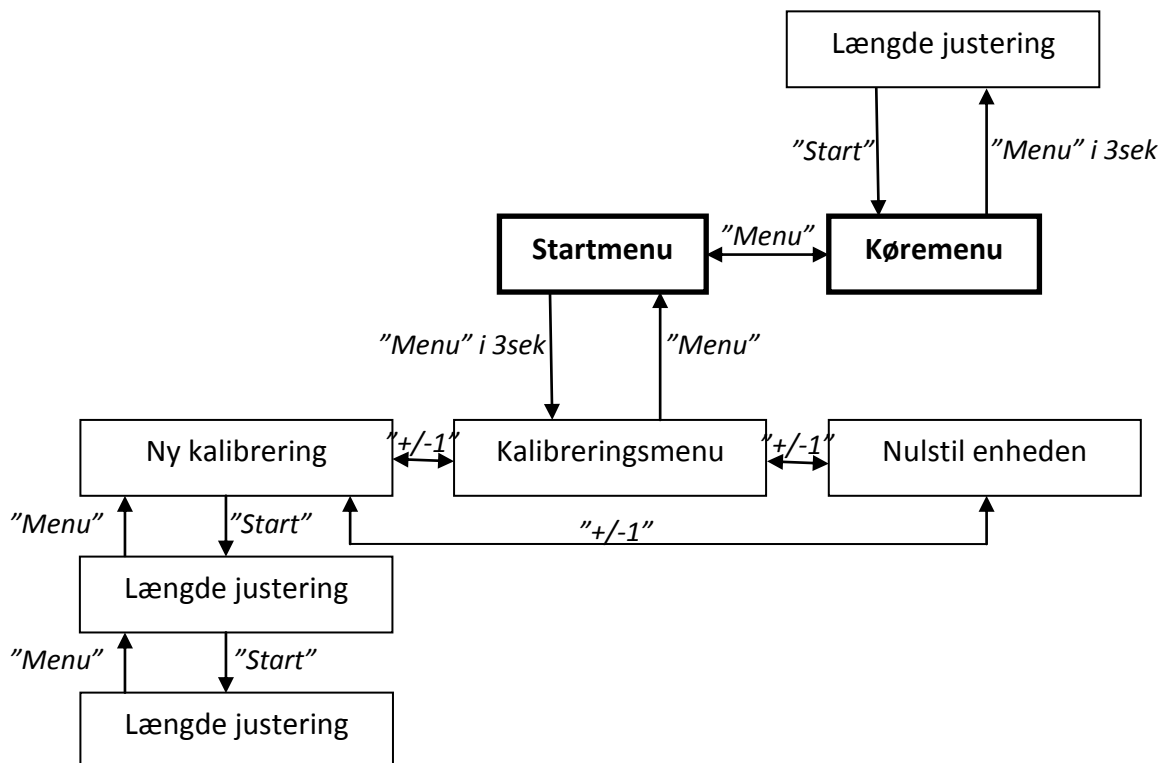 Længde justering
”Start”
”Menu” i 3sek
Startmenu
”Menu”
Køremenu
”Menu” i 3sek
”Menu”
Ny kalibrering
”+/-1”
Kalibreringsmenu
”+/-1”
Nulstil enheden
”Menu”
”Start”
”+/-1”
Længde justering
”Menu”
”Start”
Længde justering